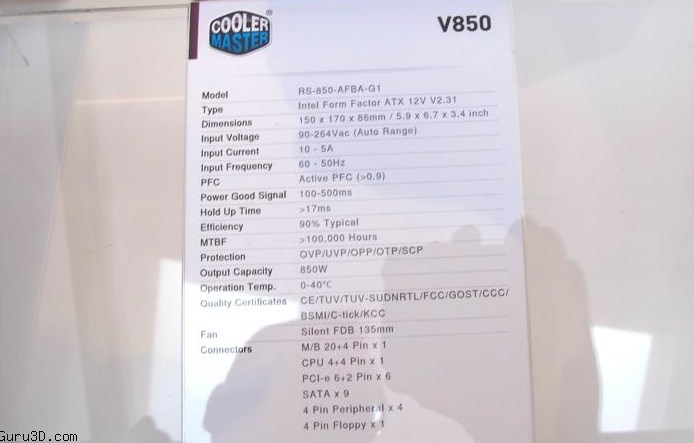 COOLER MASTER ®
V850
Model RS-850-AFBA-G1
Type Intel Form Factor ATX 12V V2.31
Dimensions 150 x 170 x 86mm / 5.9 x 6.7 x 3.4 inch
Input Voltage 90-264Vac (Auto Range)
Input Current 10 - 5A
Input Frequency 60 - 50Hz
PFC Active PFC (>0.9)
Power Good Signal 100-500ms
Hold Up Time >17ms
Efficiency 90% Typical
MTBF >100,000 Hours
Protection OVP/UVP/OPP/OTP/SCP
Output Capacity 850W
Operation Temp. 0-40°C
Quality Certificates CE/TUV/TUV-SUDNRTL/FCC/GOST/CCC/
BSMI/C-tick/KCC
Fan Silent FDB 135mm
Connectors M/B 20+4 Pin x 1
CPU 4+4 Pin x 1
PCI-e 6+2 Pin x 6
SATA x 9
4 Pin Peripheral x 4
4 Pin Floppy x 1
Guru3D.com